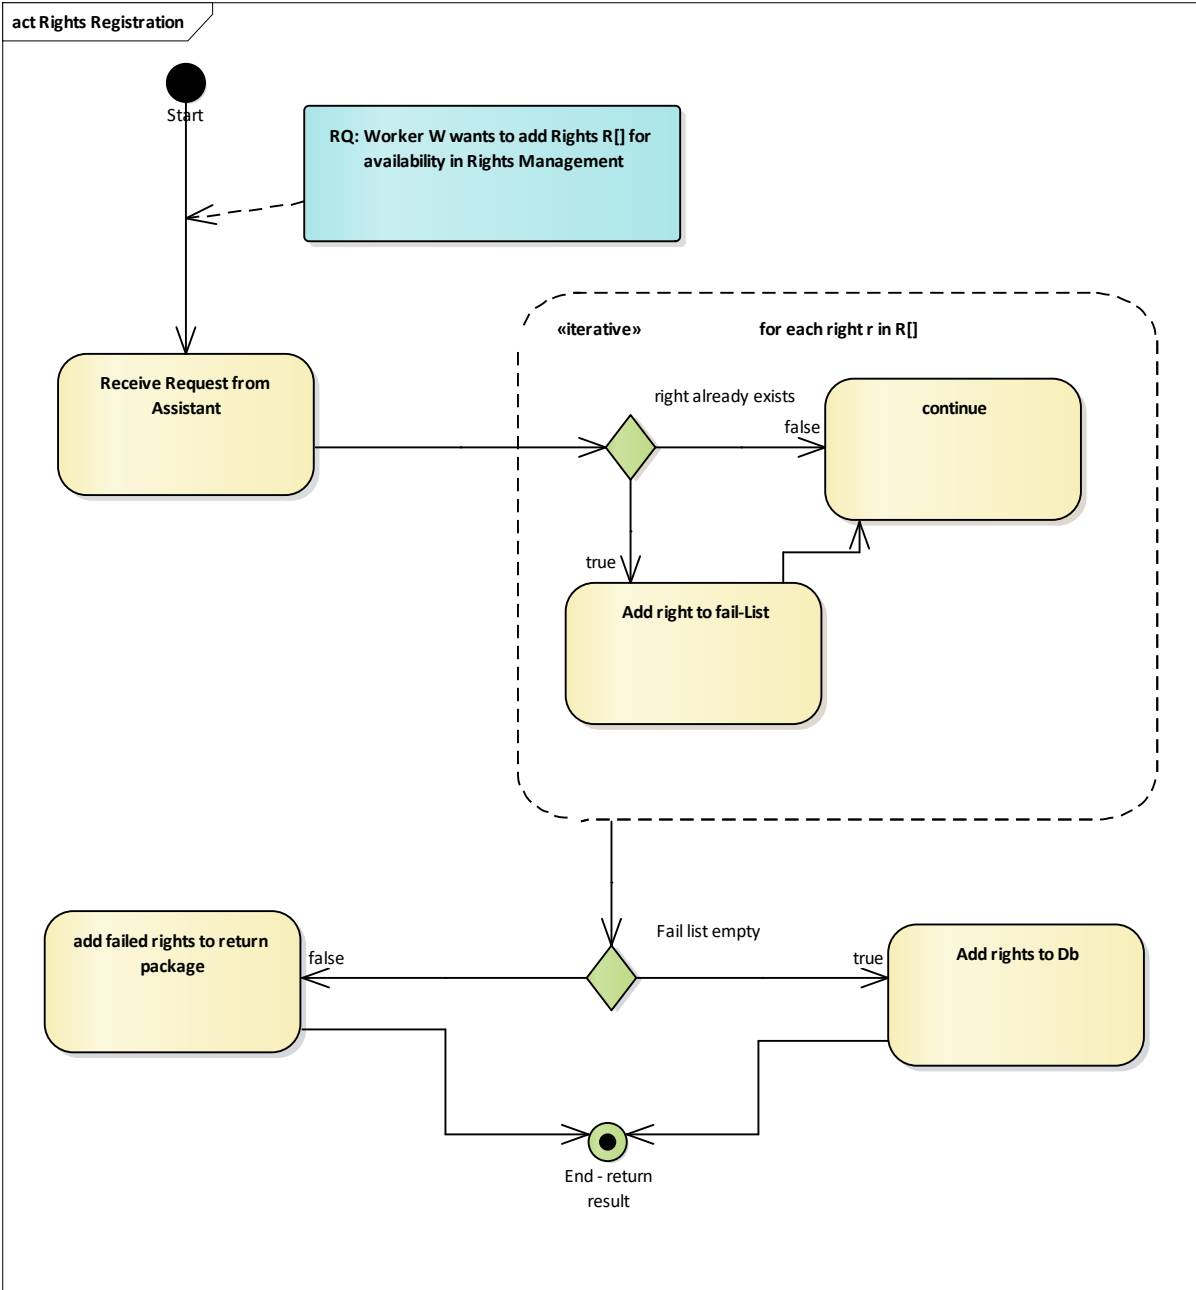 act Rights Registration
Start
RQ: Worker W wants to add Rights R[] for
availability in Rights Management
Receive Request from
Assistant
«iterative»
for each right r in R[]
right already exists
false
continue
true
Add right to fail-List
add failed rights to return
package
false
Fail list empty
true
Add rights to Db
End - return
result